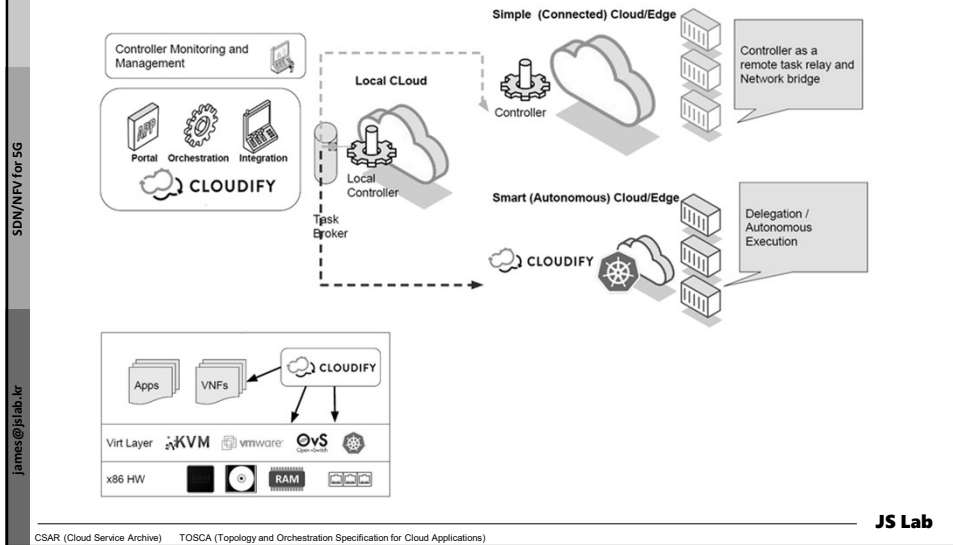 SDN/NFV for 5G
james@jslab.kr
Controller Monitoring and
Management
APP
Portal
Orchestration
Integration
CLOUDIFY
Local CLoud
Local
Controller
Task
Broker
Simple (Connected) Cloud/Edge
Controller
Controller as a
remote task relay and
Network bridge
Smart (Autonomous) Cloud/Edge
CLOUDIFY
Delegation /
Autonomous
Execution
Apps
VNFs
CLOUDIFY
Virt Layer
KVM
vmware
OvS
Open vSwitch
x86 HW
RAM
JS Lab
CSAR (Cloud Service Archive) TOSCA (Topology and Orchestration Specification for Cloud Applications)